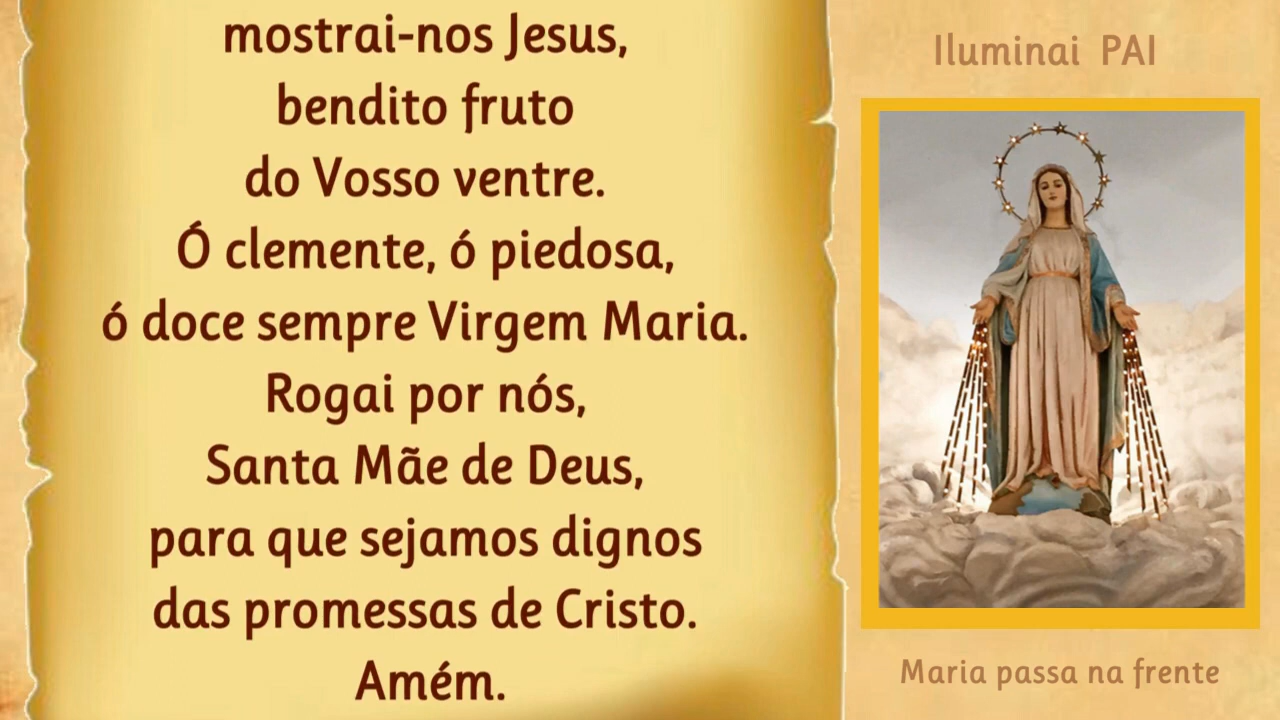 mostrai-nos Jesus,
bendito fruto
do Vosso ventre.
Ó clemente, ó piedosa,
ó doce sempre Virgem Maria.
Rogai por nós,
Santa Mãe de Deus,
para que sejamos dignos
das promessas de Cristo.
Amém.
Iluminai PAI
Maria passa na frente